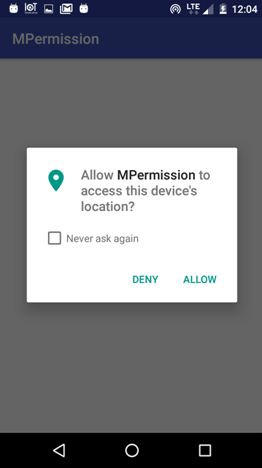 LTE 12:04
MPermission
Allow MPermission to
access this device's
location?
Never ask again
DENY ALLOW